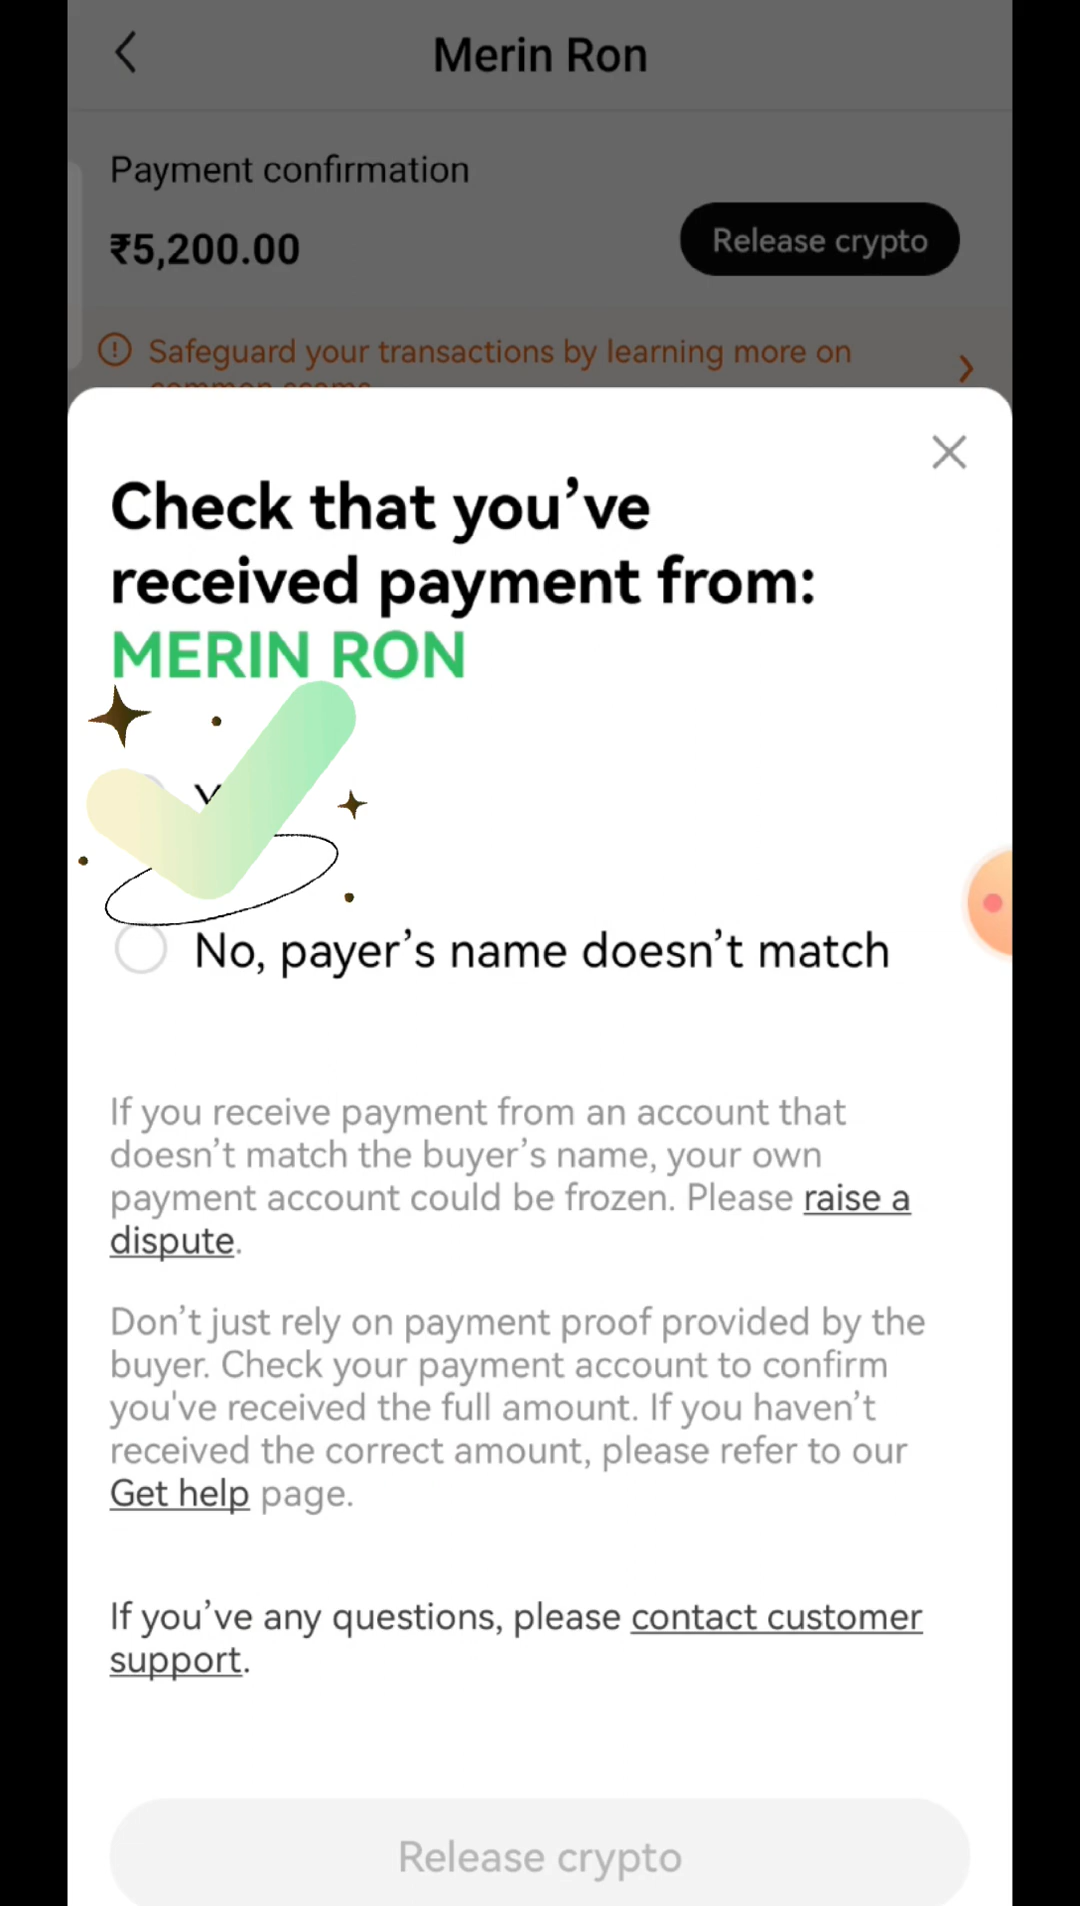 Merin Ron
Payment confirmation
₹5,200.00
Release crypto
Safeguard your transactions by learning more on
common scams
Check that you’ve
received payment from:
MERIN RON
No, payer’s name doesn’t match
If you receive payment from an account that
doesn’t match the buyer’s name, your own
payment account could be frozen. Please raise a
dispute.
Don’t just rely on payment proof provided by the
buyer. Check your payment account to confirm
you've received the full amount. If you haven’t
received the correct amount, please refer to our
Get help page.
If you’ve any questions, please contact customer
support.
Release crypto